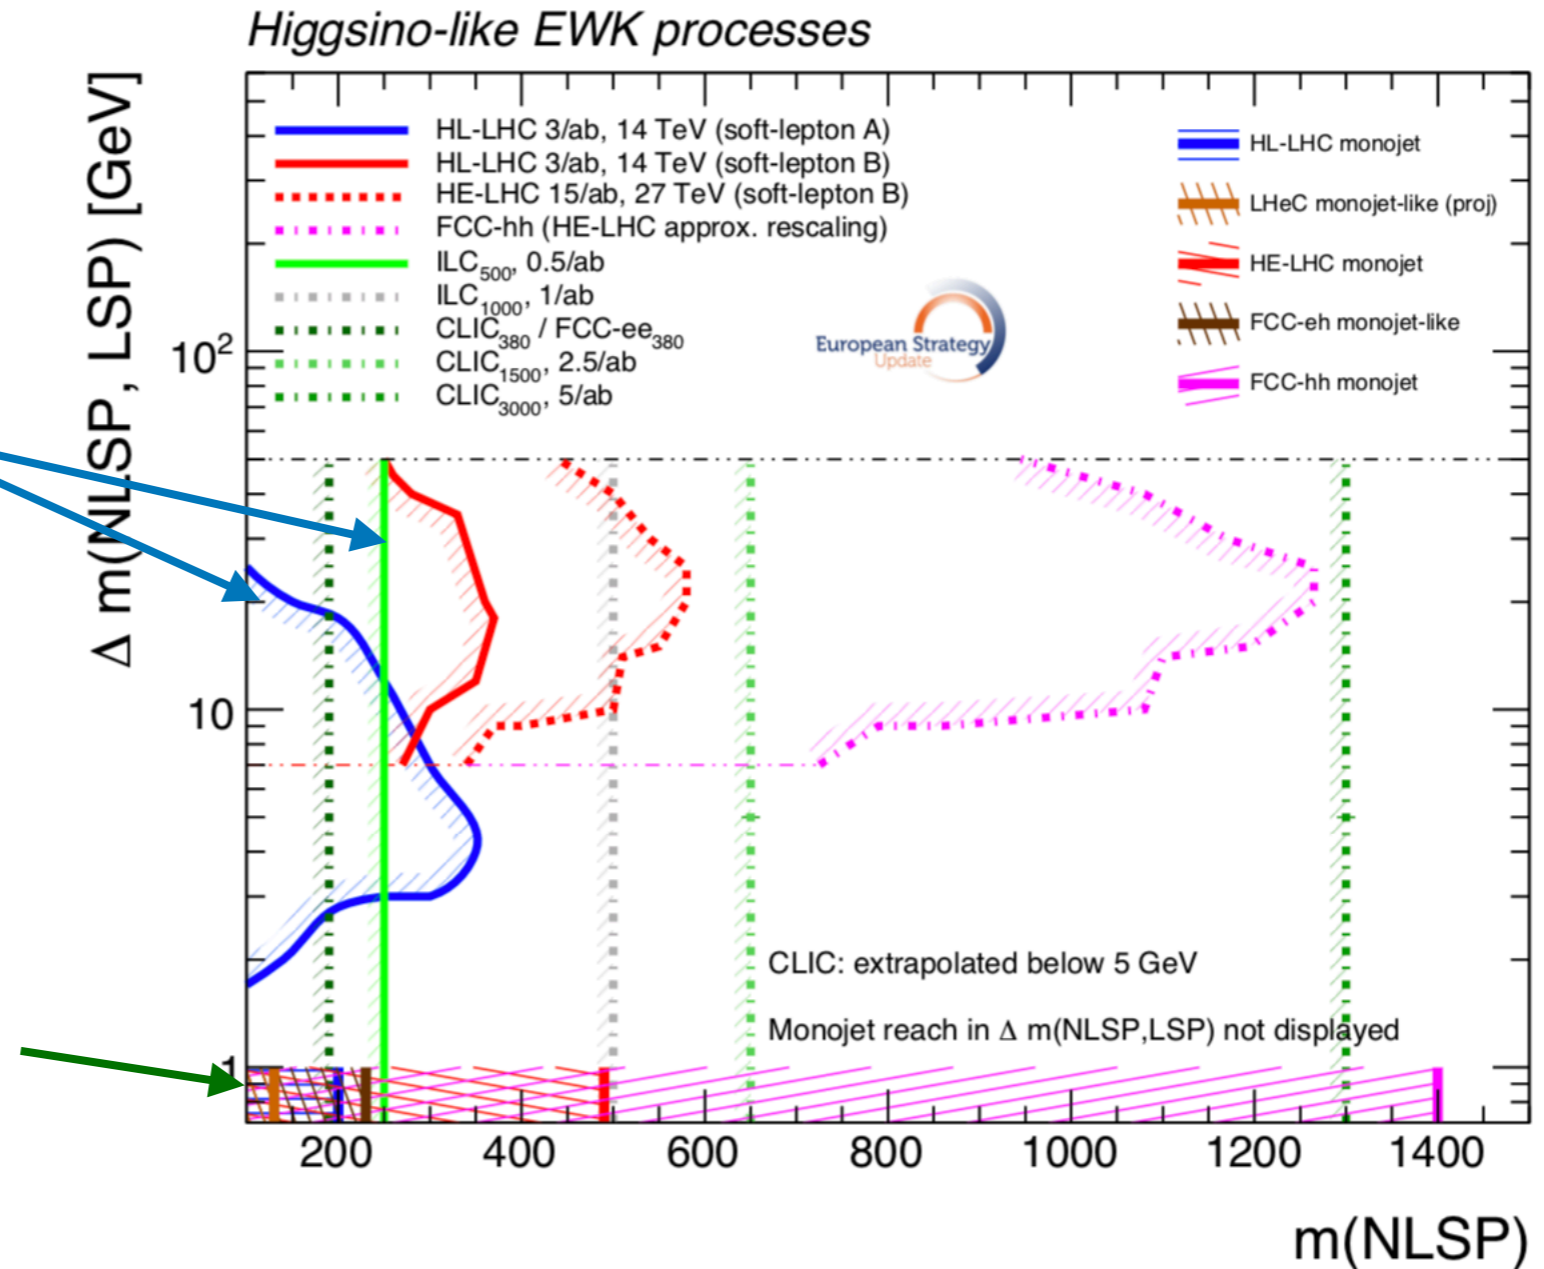 Higgsino-like EWK processes
Δ m(NLSP, LSP) [GeV]
HL-LHC 3/ab, 14 TeV (soft-lepton A)
HL-LHC 3/ab, 14 TeV (soft-lepton B)
HE-LHC 15/ab, 27 TeV (soft-lepton B)
FCC-hh (HE-LHC approx. rescaling)
ILC500, 0.5/ab
ILC1000, 1/ab
CLIC380 / FCC-ee380
CLIC1500, 2.5/ab
CLIC3000, 5/ab
European Strategy
Update
HL-LHC monojet
LHeC monojet-like (proj)
HE-LHC monojet
FCC-eh monojet-like
FCC-hh monojet
10²
10
1
CLIC: extrapolated below 5 GeV
Monojet reach in Δ m(NLSP,LSP) not displayed
200 400 600 800 1000 1200 1400
m(NLSP)